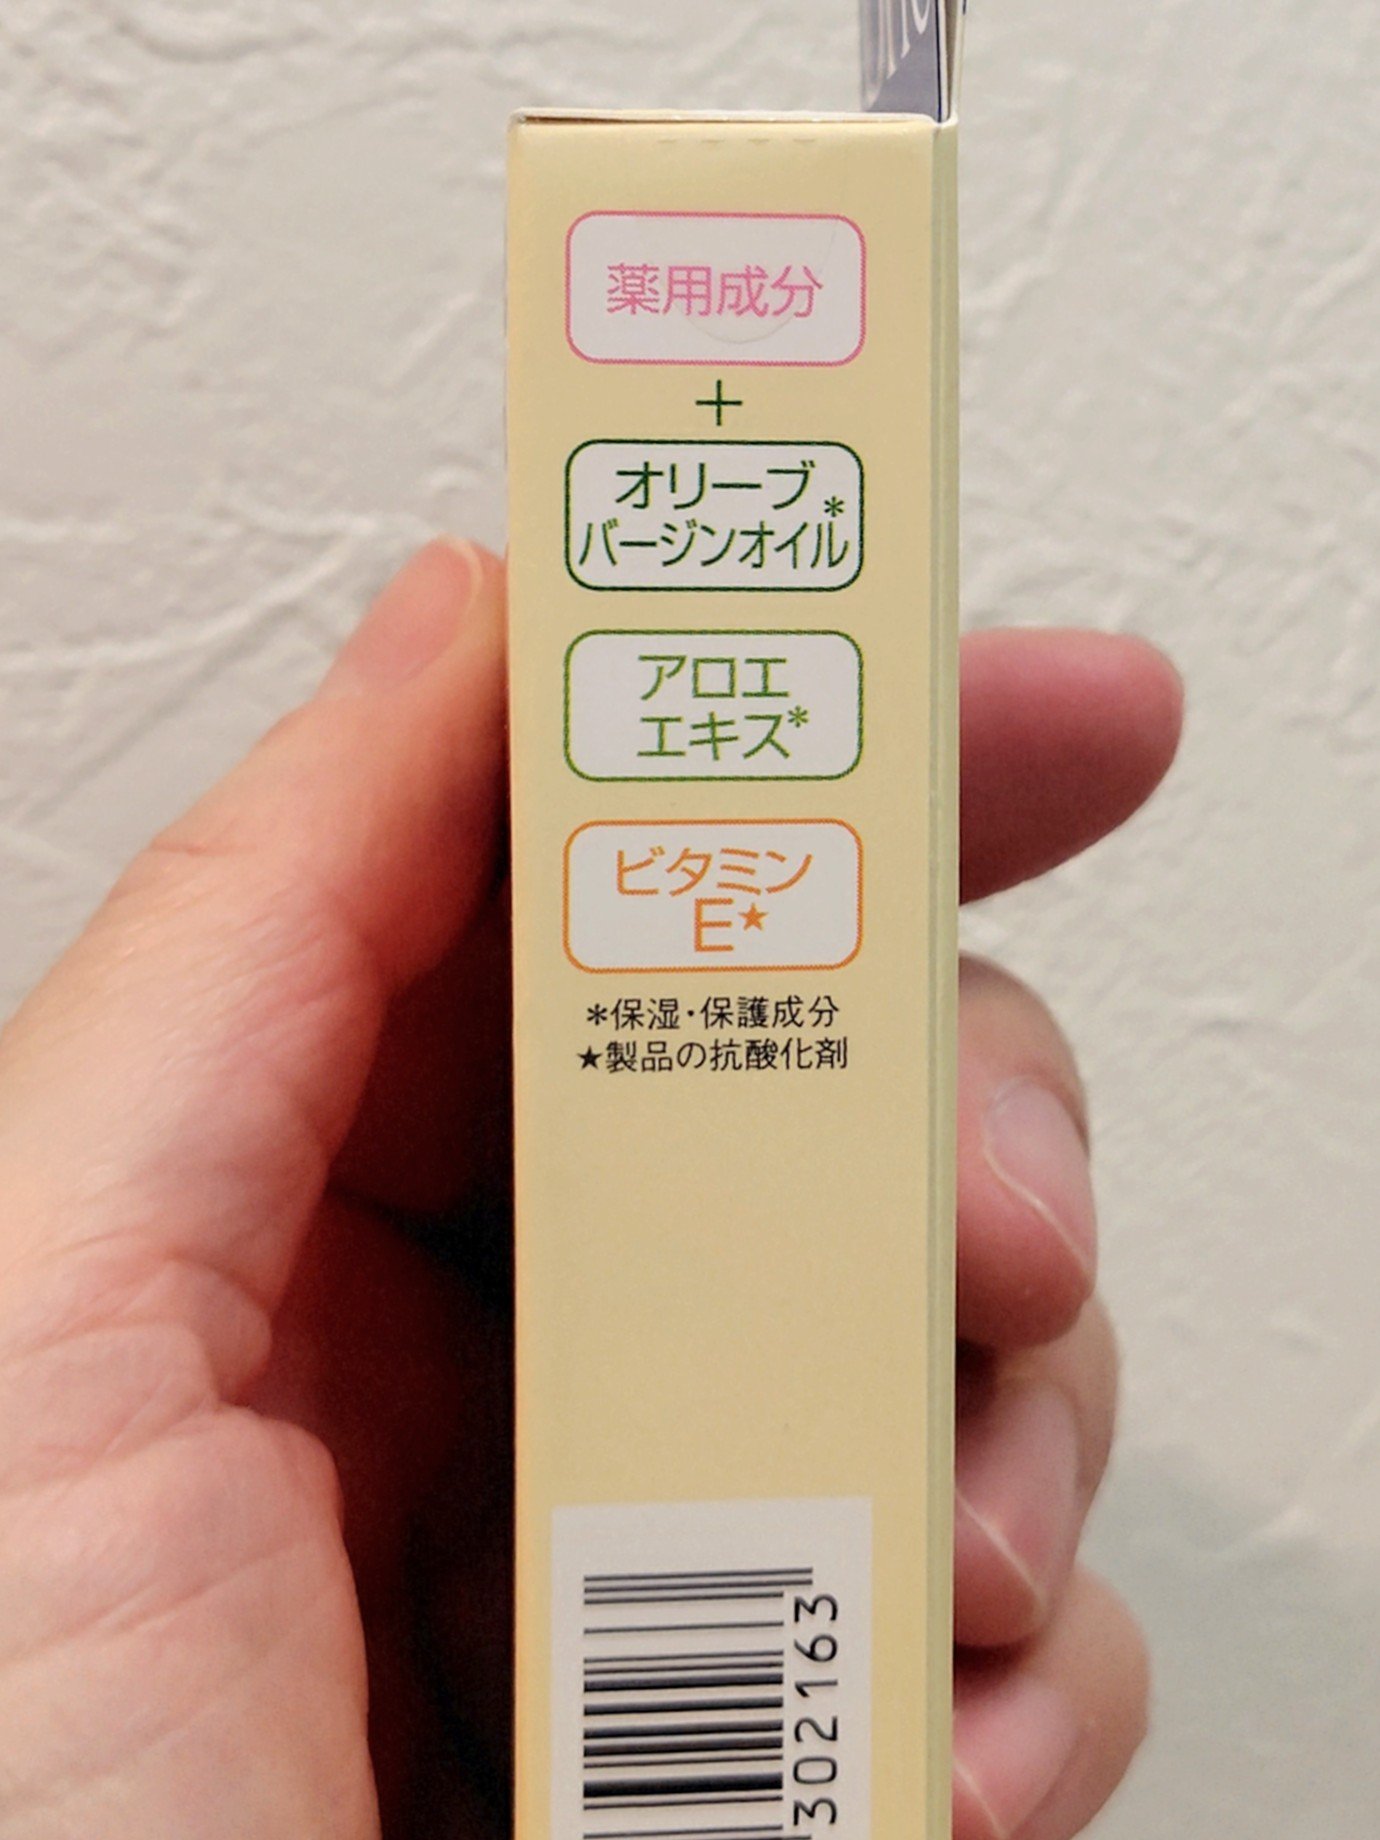 薬用成分
+
オリーブ
バージンオイル*
アロエ
エキス*
ビタミン
E★
*保湿・保護成分
★製品の抗酸化剤
302163